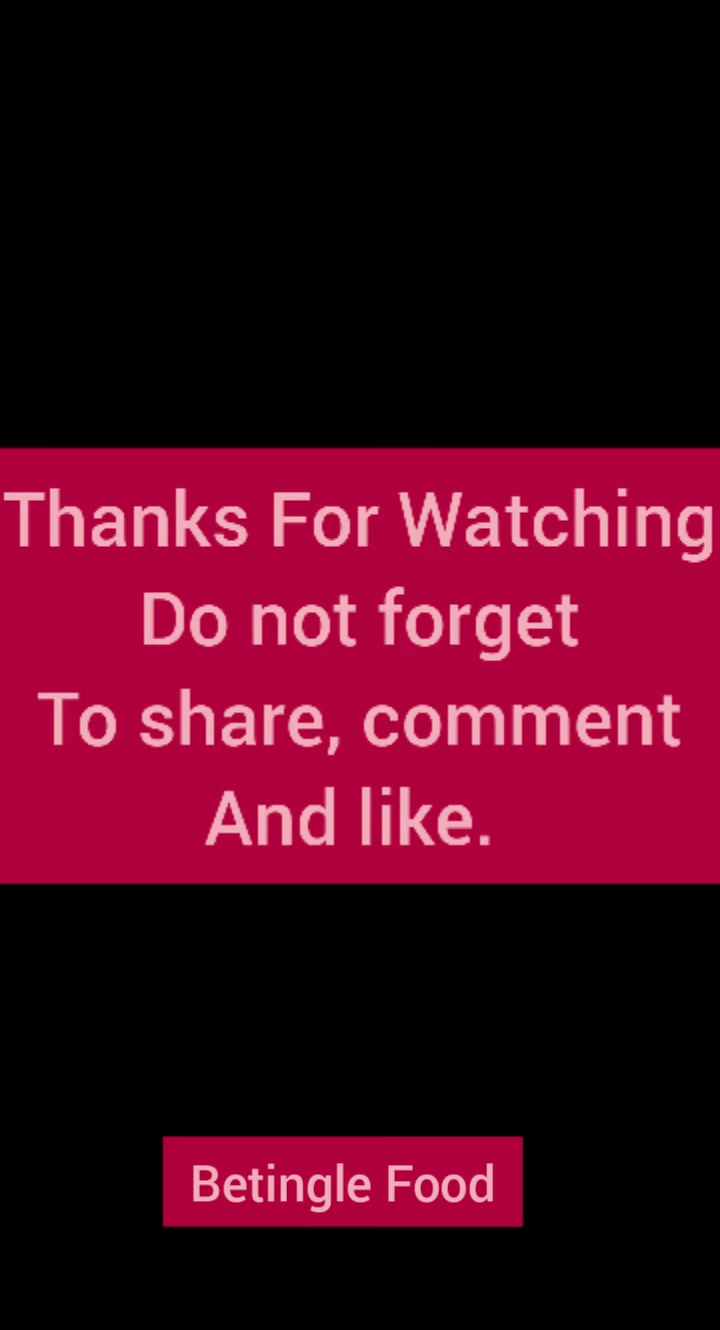 Thanks For Watching
Do not forget
To share, comment
And like.
Betingle Food